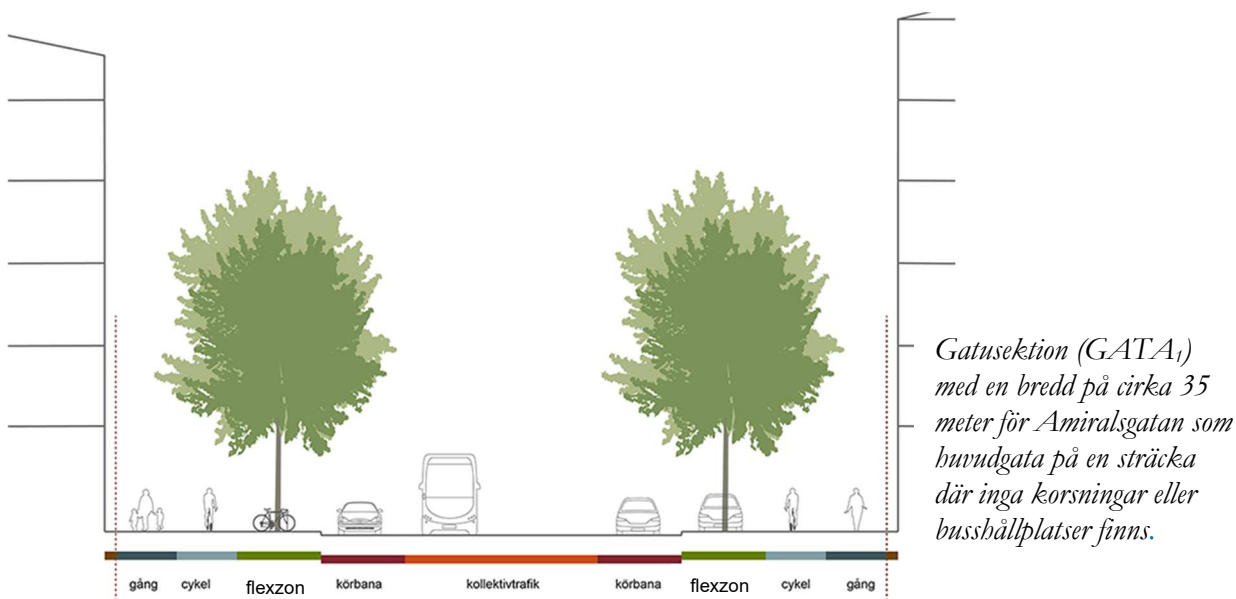 Gatusektion (GATA₁)
med en bredd på cirka 35
meter för Amiralsgatan som
huvudgata på en sträcka
där inga korsningar eller
busshållplatser finns.
gång cykel flexzon körbana kollektivtrafik körbana flexzon cykel gång